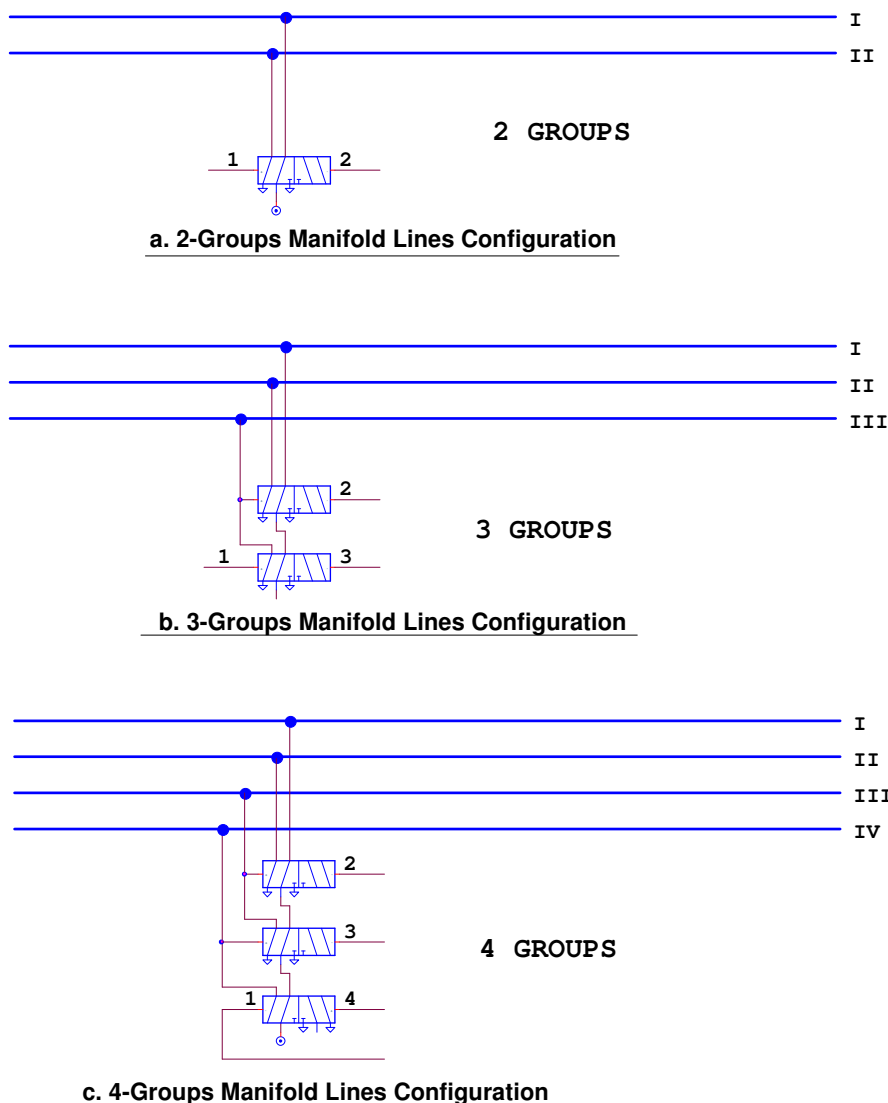 I
II
2 GROUPS
1 2
a. 2-Groups Manifold Lines Configuration
I
II
III
2
3 GROUPS
1 3
b. 3-Groups Manifold Lines Configuration
I
II
III
IV
2
3
4 GROUPS
1 4
c. 4-Groups Manifold Lines Configuration